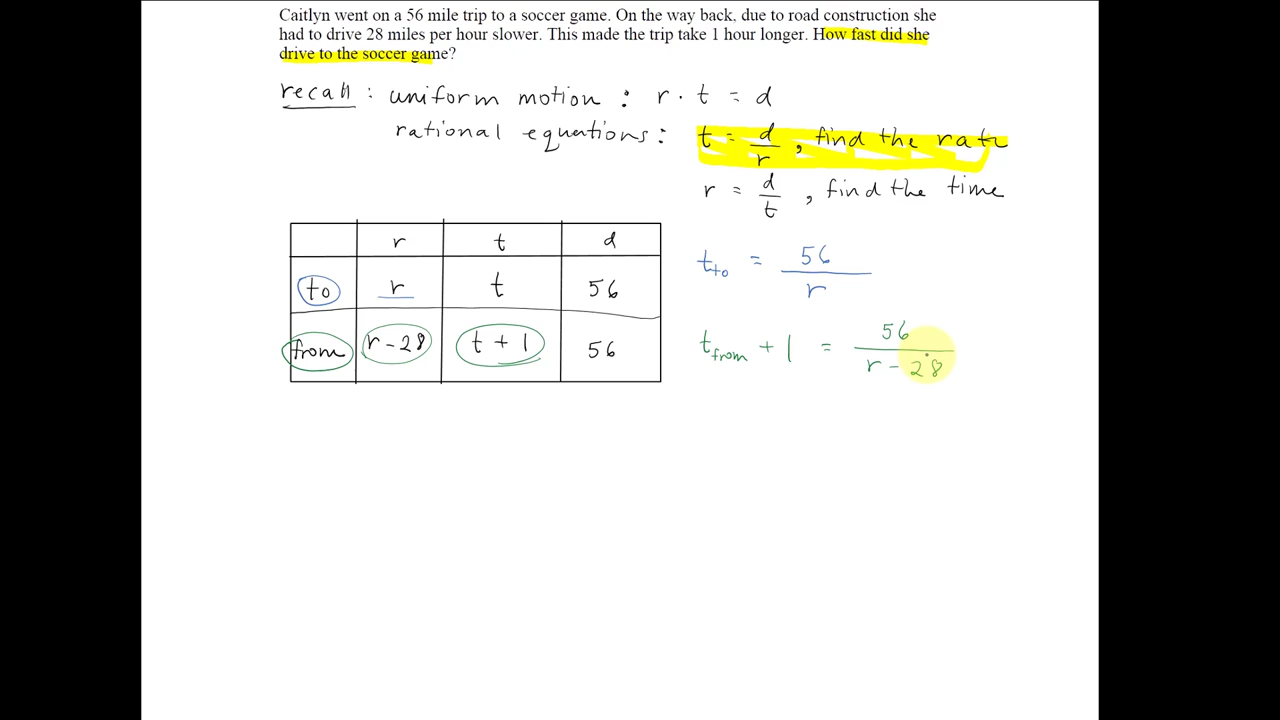 Caitlyn went on a 56 mile trip to a soccer game. On the way back, due to road construction she
had to drive 28 miles per hour slower. This made the trip take 1 hour longer. How fast did she
drive to the soccer game?
recall : uniform motion : r · t = d
rational equations : t = d/r , find the rate
r = d/t , find the time
r t d
to r t 56
from r - 28 t + 1 56
t_to = 56/r
t_from + 1 = 56/(r - 28)